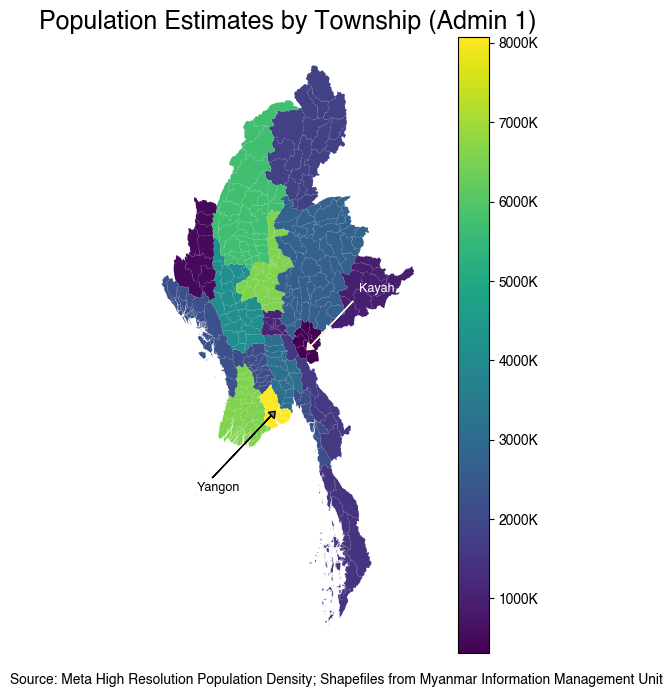 Population Estimates by Township (Admin 1)
8000K
7000K
6000K
5000K
4000K
3000K
2000K
1000K
Kayah
Yangon
Source: Meta High Resolution Population Density; Shapefiles from Myanmar Information Management Unit